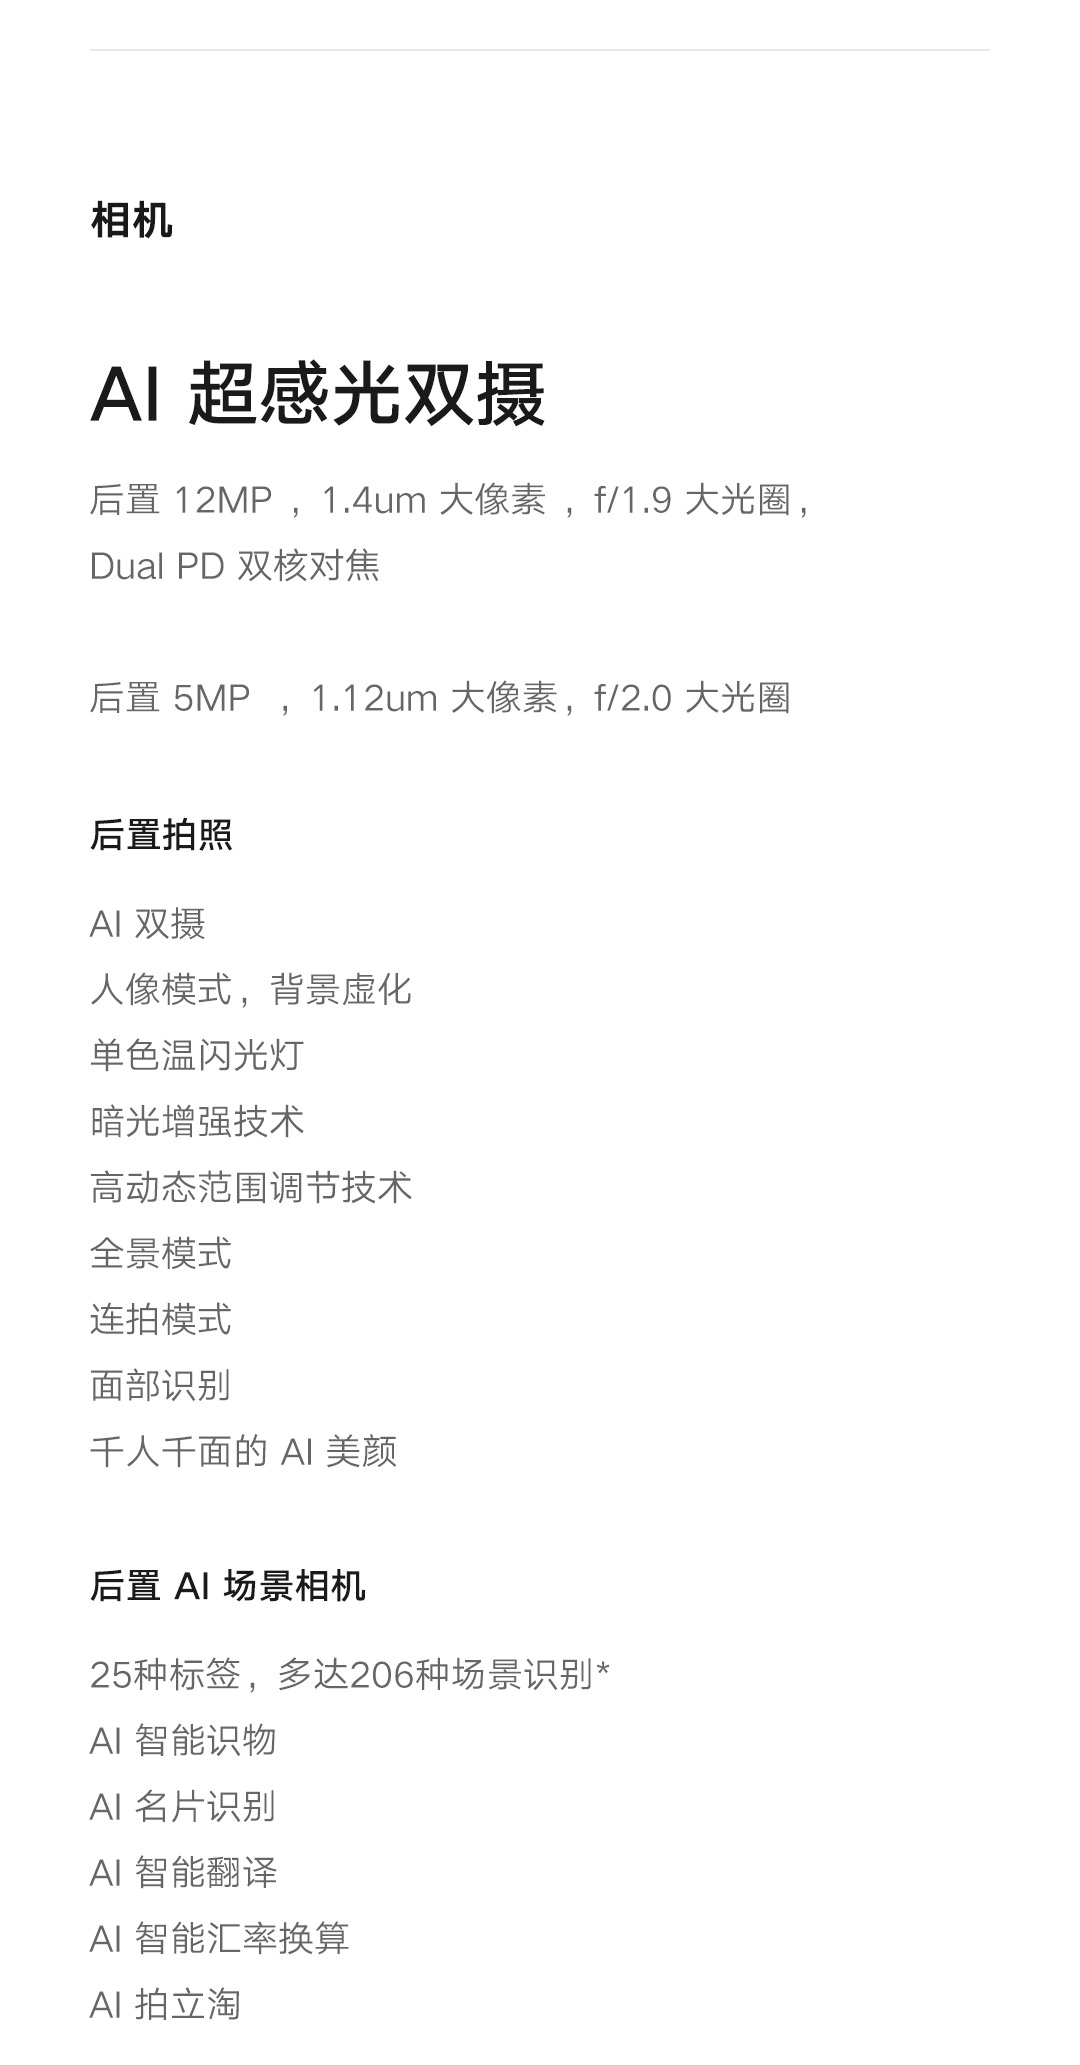 相机
AI 超感光双摄
后置 12MP ，1.4um 大像素 ，f/1.9 大光圈，
Dual PD 双核对焦
后置 5MP ，1.12um 大像素，f/2.0 大光圈
后置拍照
AI 双摄
人像模式，背景虚化
单色温闪光灯
暗光增强技术
高动态范围调节技术
全景模式
连拍模式
面部识别
千人千面的 AI 美颜
后置 AI 场景相机
25种标签，多达206种场景识别*
AI 智能识物
AI 名片识别
AI 智能翻译
AI 智能汇率换算
AI 拍立淘